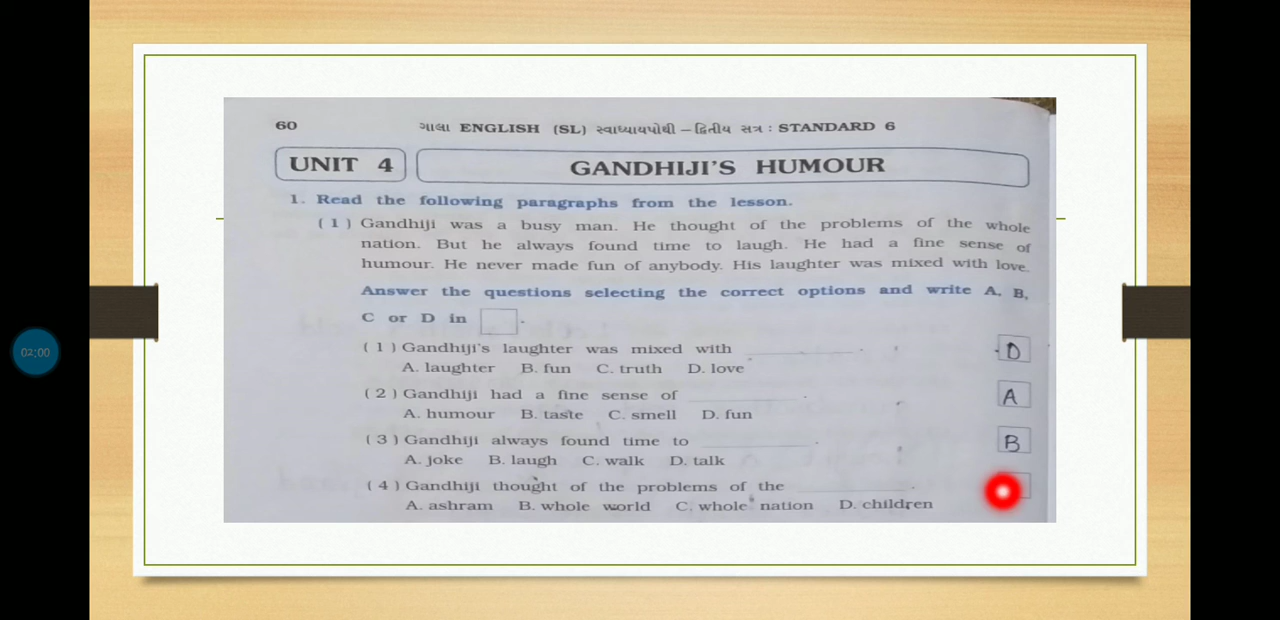 60 ગાલા ENGLISH (SL) સ્વાધ્યાયપોથી – દ્વિતીય સત્ર : STANDARD 6
UNIT 4 GANDHIJI'S HUMOUR
1. Read the following paragraphs from the lesson.
( 1 ) Gandhiji was a busy man. He thought of the problems of the whole
nation. But he always found time to laugh. He had a fine sense of
humour. He never made fun of anybody. His laughter was mixed with love.
Answer the questions selecting the correct options and write A, B,
C or D in .
( 1 ) Gandhiji's laughter was mixed with ________. D
A. laughter B. fun C. truth D. love
( 2 ) Gandhiji had a fine sense of ________. A
A. humour B. taste C. smell D. fun
02:00
( 3 ) Gandhiji always found time to ________. B
A. joke B. laugh C. walk D. talk
( 4 ) Gandhiji thought of the problems of the ________.
A. ashram B. whole world C. whole nation D. children